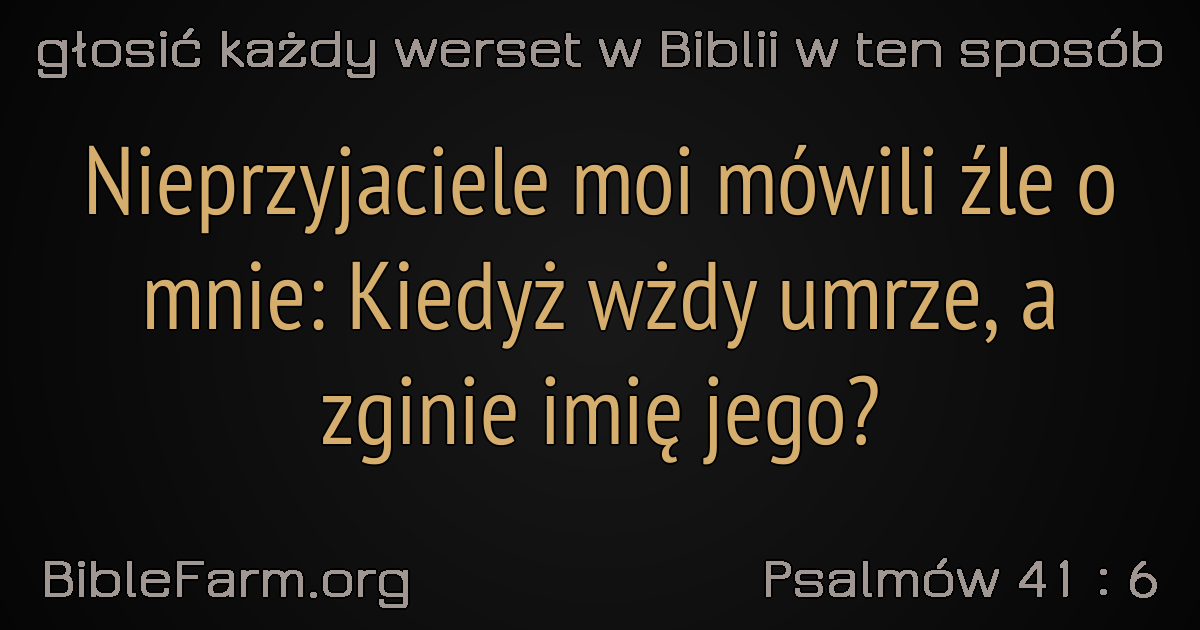 głosić każdy werset w Biblii w ten sposób
Nieprzyjaciele moi mówili źle o
mnie: Kiedyż wżdy umrze, a
zginie imię jego?
BibleFarm.org
Psalmów 41 : 6